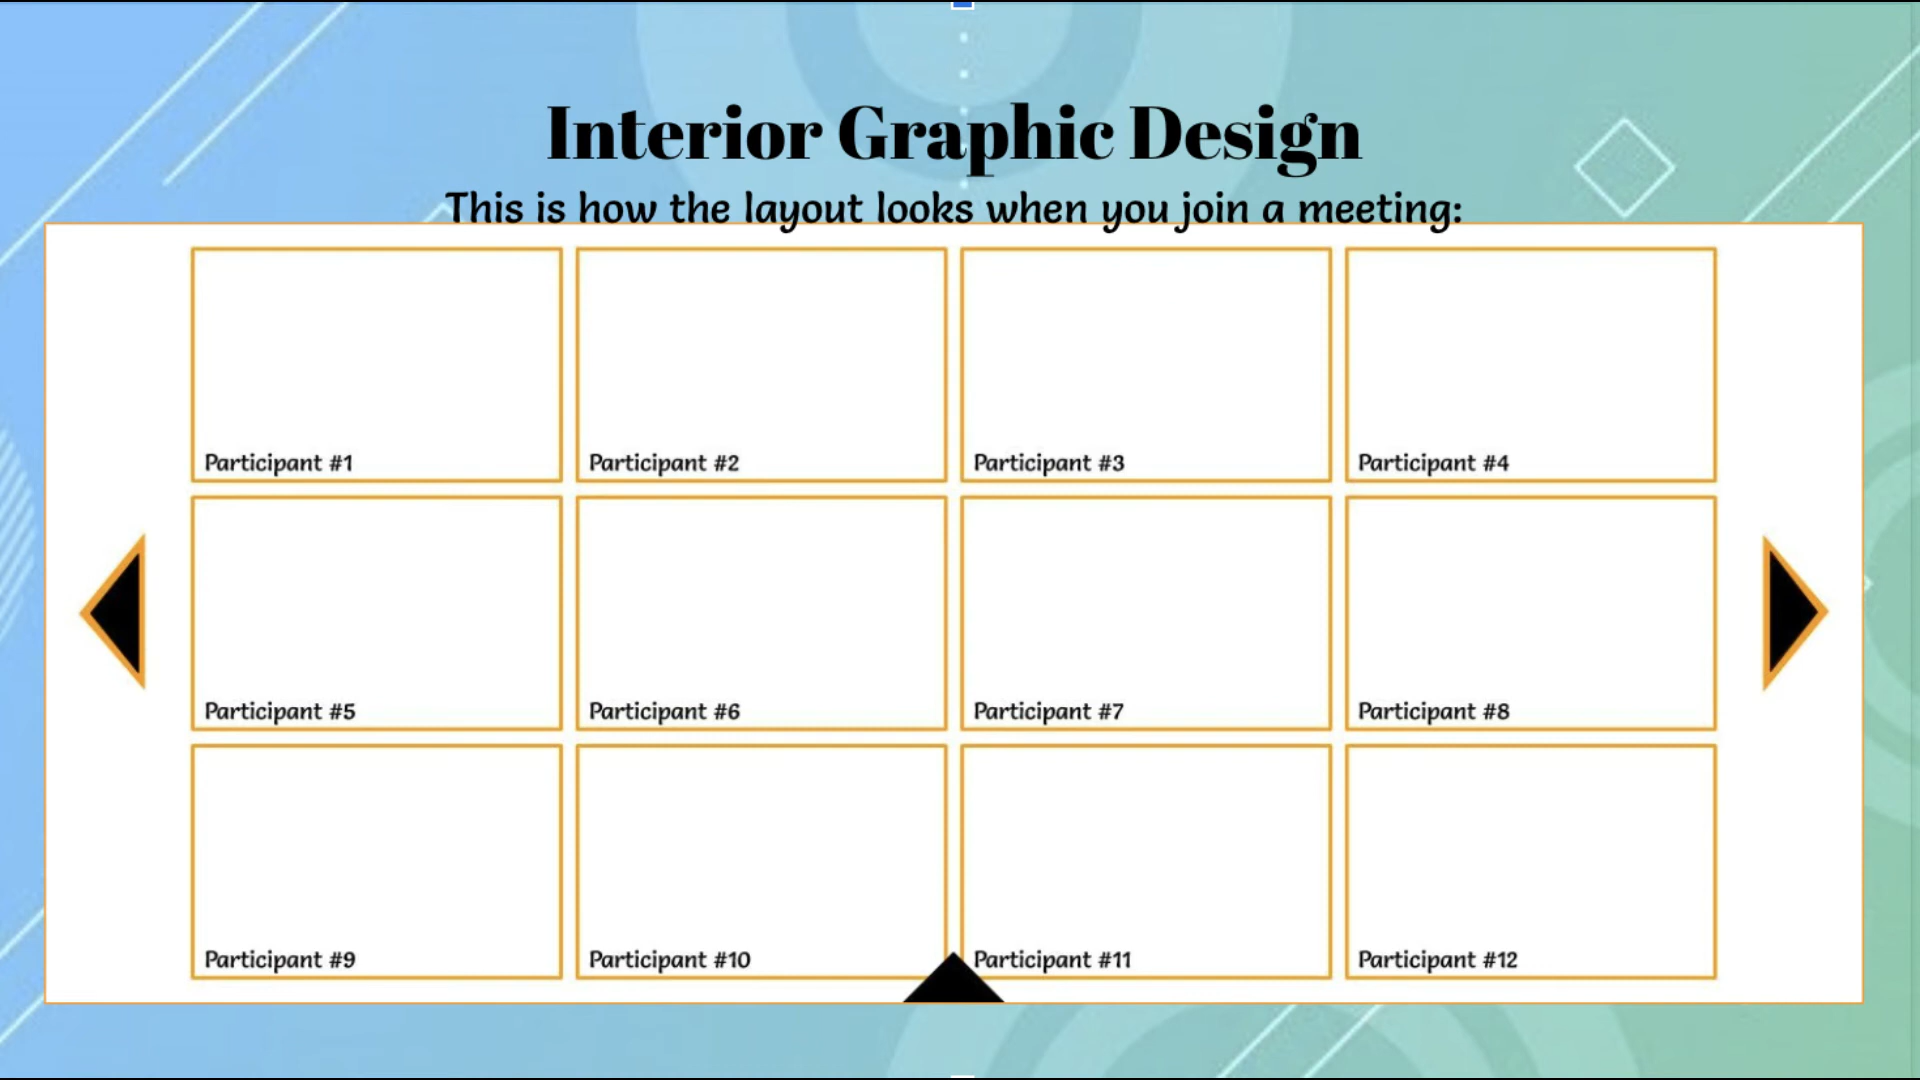 Interior Graphic Design
This is how the layout looks when you join a meeting:
Participant #1
Participant #2
Participant #3
Participant #4
Participant #5
Participant #6
Participant #7
Participant #8
Participant #9
Participant #10
Participant #11
Participant #12